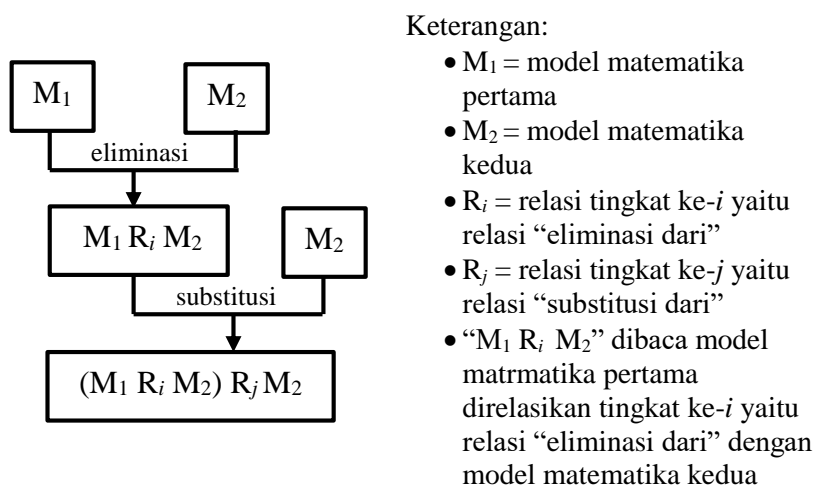 M₁
M₂
eliminasi
M₁ Rᵢ M₂
M₂
substitusi
(M₁ Rᵢ M₂) Rⱼ M₂
Keterangan:
• M₁ = model matematika
pertama
• M₂ = model matematika
kedua
• Rᵢ = relasi tingkat ke-i yaitu
relasi “eliminasi dari”
• Rⱼ = relasi tingkat ke-j yaitu
relasi “substitusi dari”
• “M₁ Rᵢ M₂” dibaca model
matrmatika pertama
direlasikan tingkat ke-i yaitu
relasi “eliminasi dari” dengan
model matematika kedua